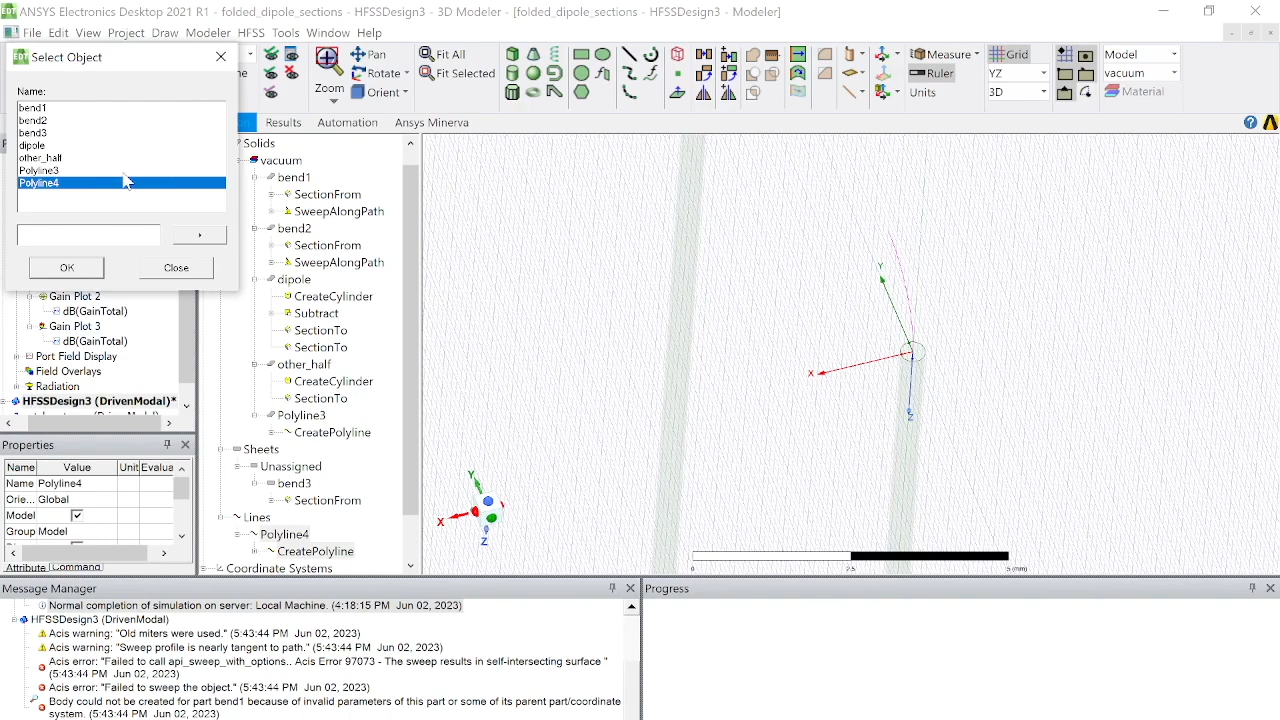 ANSYS Electronics Desktop 2021 R1 - folded_dipole_sections - HFSSDesign3 - 3D Modeler - [folded_dipole_sections - HFSSDesign3 - Modeler]
File Edit View Project Draw Modeler HFSS Tools Window Help
Select Object
Name:
bend1
bend2
bend3
dipole
other_half
Polyline3
Polyline4
OK Close
Zoom
Pan
Rotate
Orient
Fit All
Fit Selected
Measure
Ruler
Units
Grid
YZ
3D
Model
vacuum
Material
Results Automation Ansys Minerva
Solids
vacuum
bend1
SectionFrom
SweepAlongPath
bend2
SectionFrom
SweepAlongPath
dipole
CreateCylinder
Subtract
SectionTo
SectionTo
other_half
CreateCylinder
SectionTo
Polyline3
CreatePolyline
Sheets
Unassigned
bend3
SectionFrom
Lines
Polyline4
CreatePolyline
Coordinate Systems
Gain Plot 2
dB(GainTotal)
Gain Plot 3
dB(GainTotal)
Port Field Display
Field Overlays
Radiation
HFSSDesign3 (DrivenModal)*
Properties
Name Value Unit Evalua
Name Polyline4
Orie... Global
Model
Group Model
Attribute Command
Y
X
Z
Y
X
Z
0 2.5 5 (mm)
Message Manager
Normal completion of simulation on server: Local Machine. (4:18:15 PM Jun 02, 2023)
HFSSDesign3 (DrivenModal)
Acis warning: "Old miters were used." (5:43:44 PM Jun 02, 2023)
Acis warning: "Sweep profile is nearly tangent to path." (5:43:44 PM Jun 02, 2023)
Acis error: "Failed to call api_sweep_with_options.. Acis Error 97073 - The sweep results in self-intersecting surface "
(5:43:44 PM Jun 02, 2023)
Acis error: "Failed to sweep the object." (5:43:44 PM Jun 02, 2023)
Body could not be created for part bend1 because of invalid parameters of this part or some of its parent part/coordinate
system. (5:43:44 PM Jun 02, 2023)
Progress